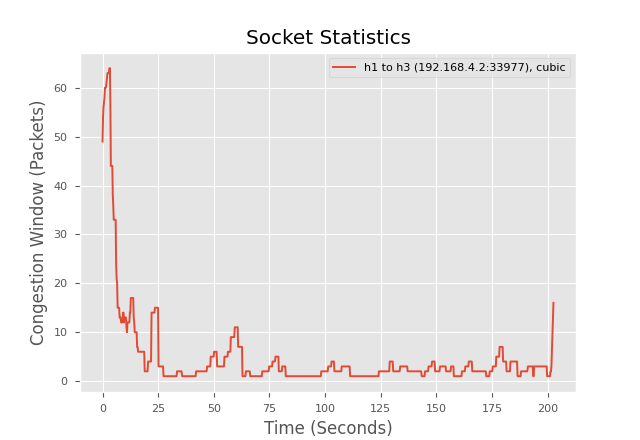 Socket Statistics
h1 to h3 (192.168.4.2:33977), cubic
Congestion Window (Packets)
60
50
40
30
20
10
0
0 25 50 75 100 125 150 175 200
Time (Seconds)